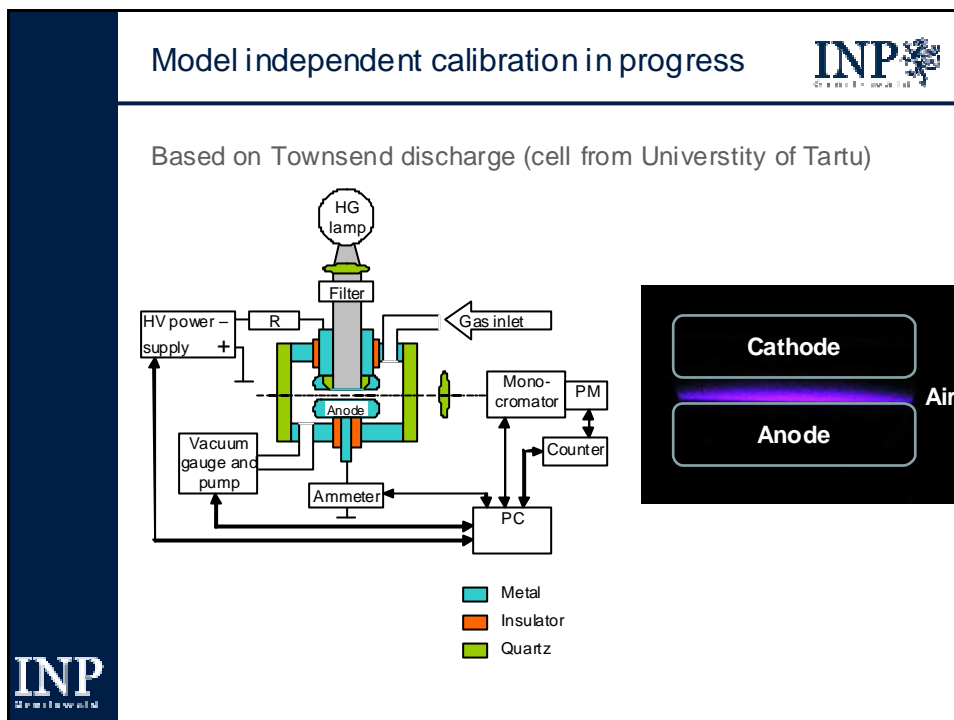 Model independent calibration in progress
INP
Based on Townsend discharge (cell from Universtity of Tartu)
HG
lamp
Filter
HV power –
supply +
R
Gas inlet
Anode
Mono-
cromator
PM
Counter
Vacuum
gauge and
pump
Ammeter
PC
Metal
Insulator
Quartz
Cathode
Air
Anode
INP